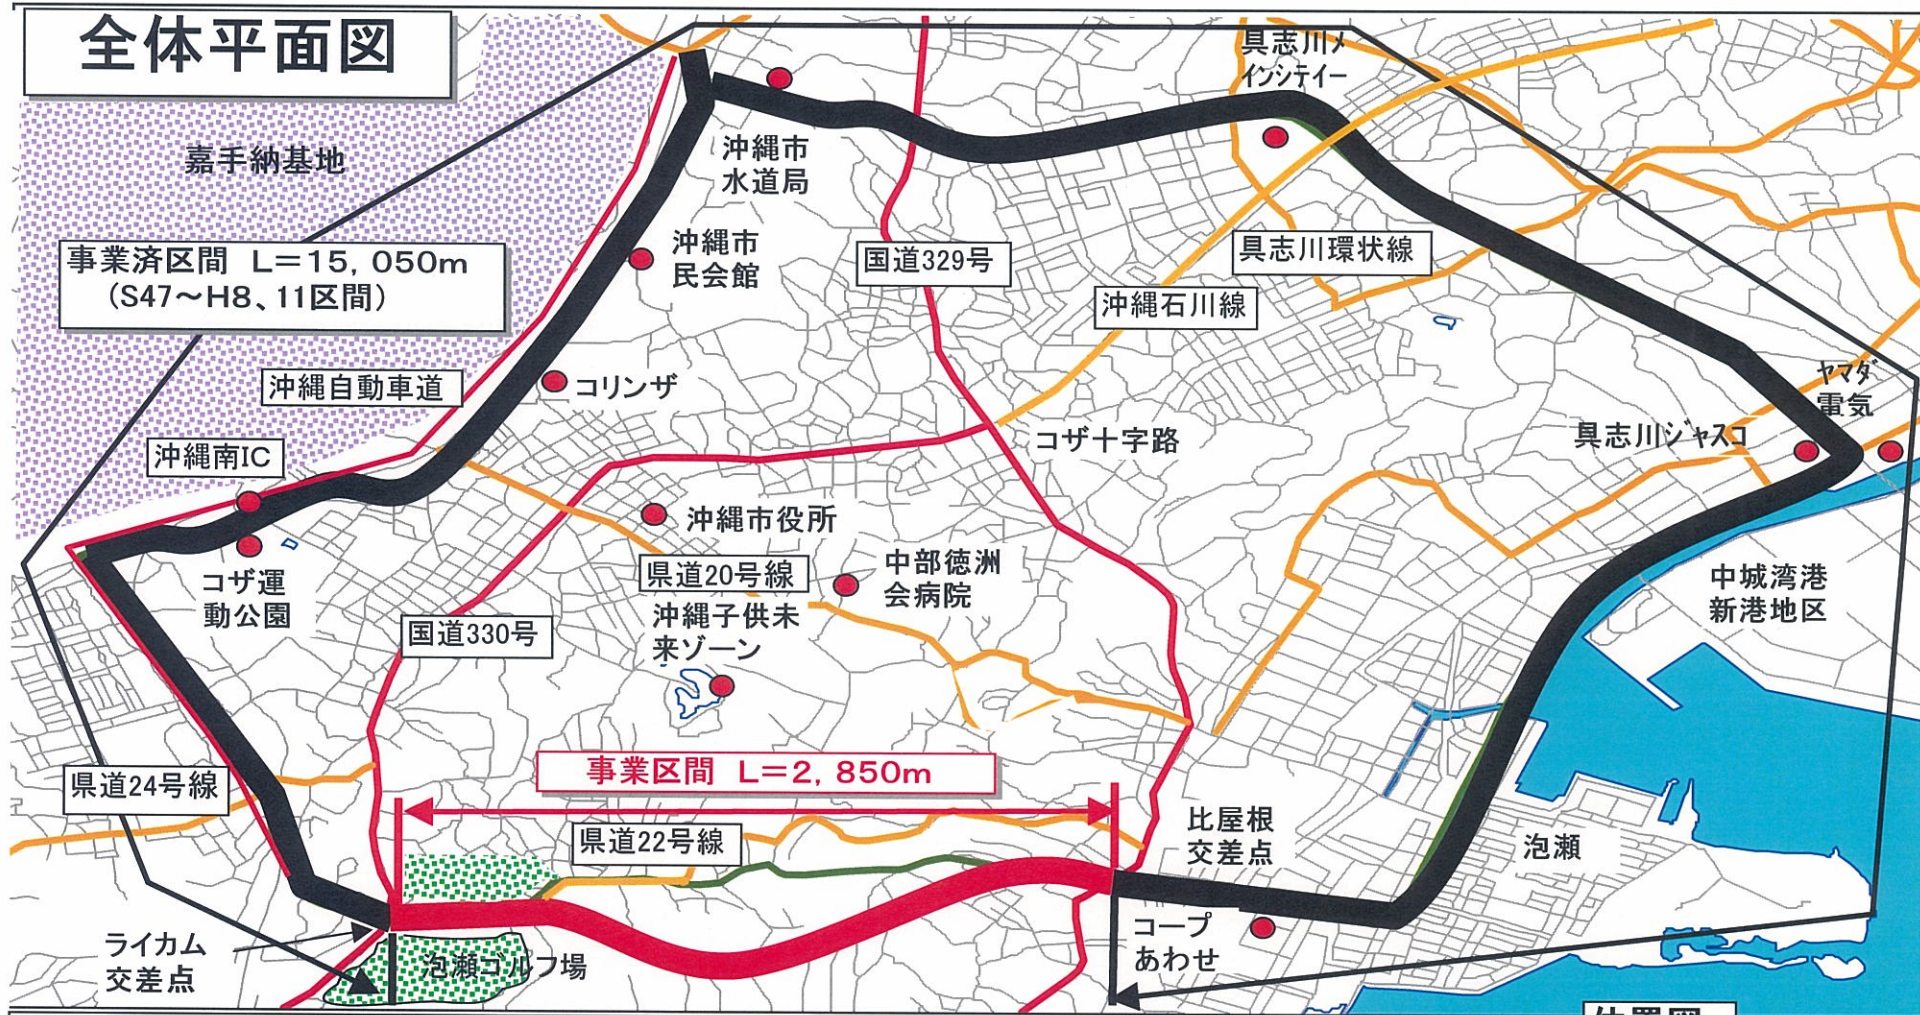 全体平面図
嘉手納基地
事業済区間 L=15,050m
(S47～H8、11区間)
沖縄自動車道
沖縄南IC
コザ運
動公園
沖縄市
水道局
沖縄市
民会館
コリンザ
国道329号
具志川メ
インシテイー
具志川環状線
沖縄石川線
コザ十字路
ヤマダ
電気
具志川ジャスコ
沖縄市役所
県道20号線
中部徳洲
会病院
国道330号
沖縄子供未
来ゾーン
中城湾港
新港地区
県道24号線
事業区間 L=2,850m
県道22号線
比屋根
交差点
泡瀬
ライカム
交差点
泡瀬ゴルフ場
コープ
あわせ